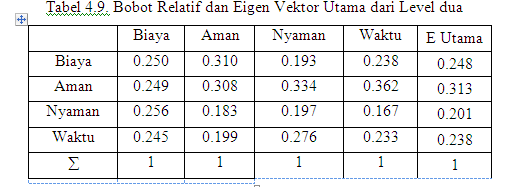 Tabel 4.9. Bobot Relatif dan Eigen Vektor Utama dari Level dua
Biaya Aman Nyaman Waktu E Utama
Biaya 0.250 0.310 0.193 0.238 0.248
Aman 0.249 0.308 0.334 0.362 0.313
Nyaman 0.256 0.183 0.197 0.167 0.201
Waktu 0.245 0.199 0.276 0.233 0.238
Σ 1 1 1 1 1